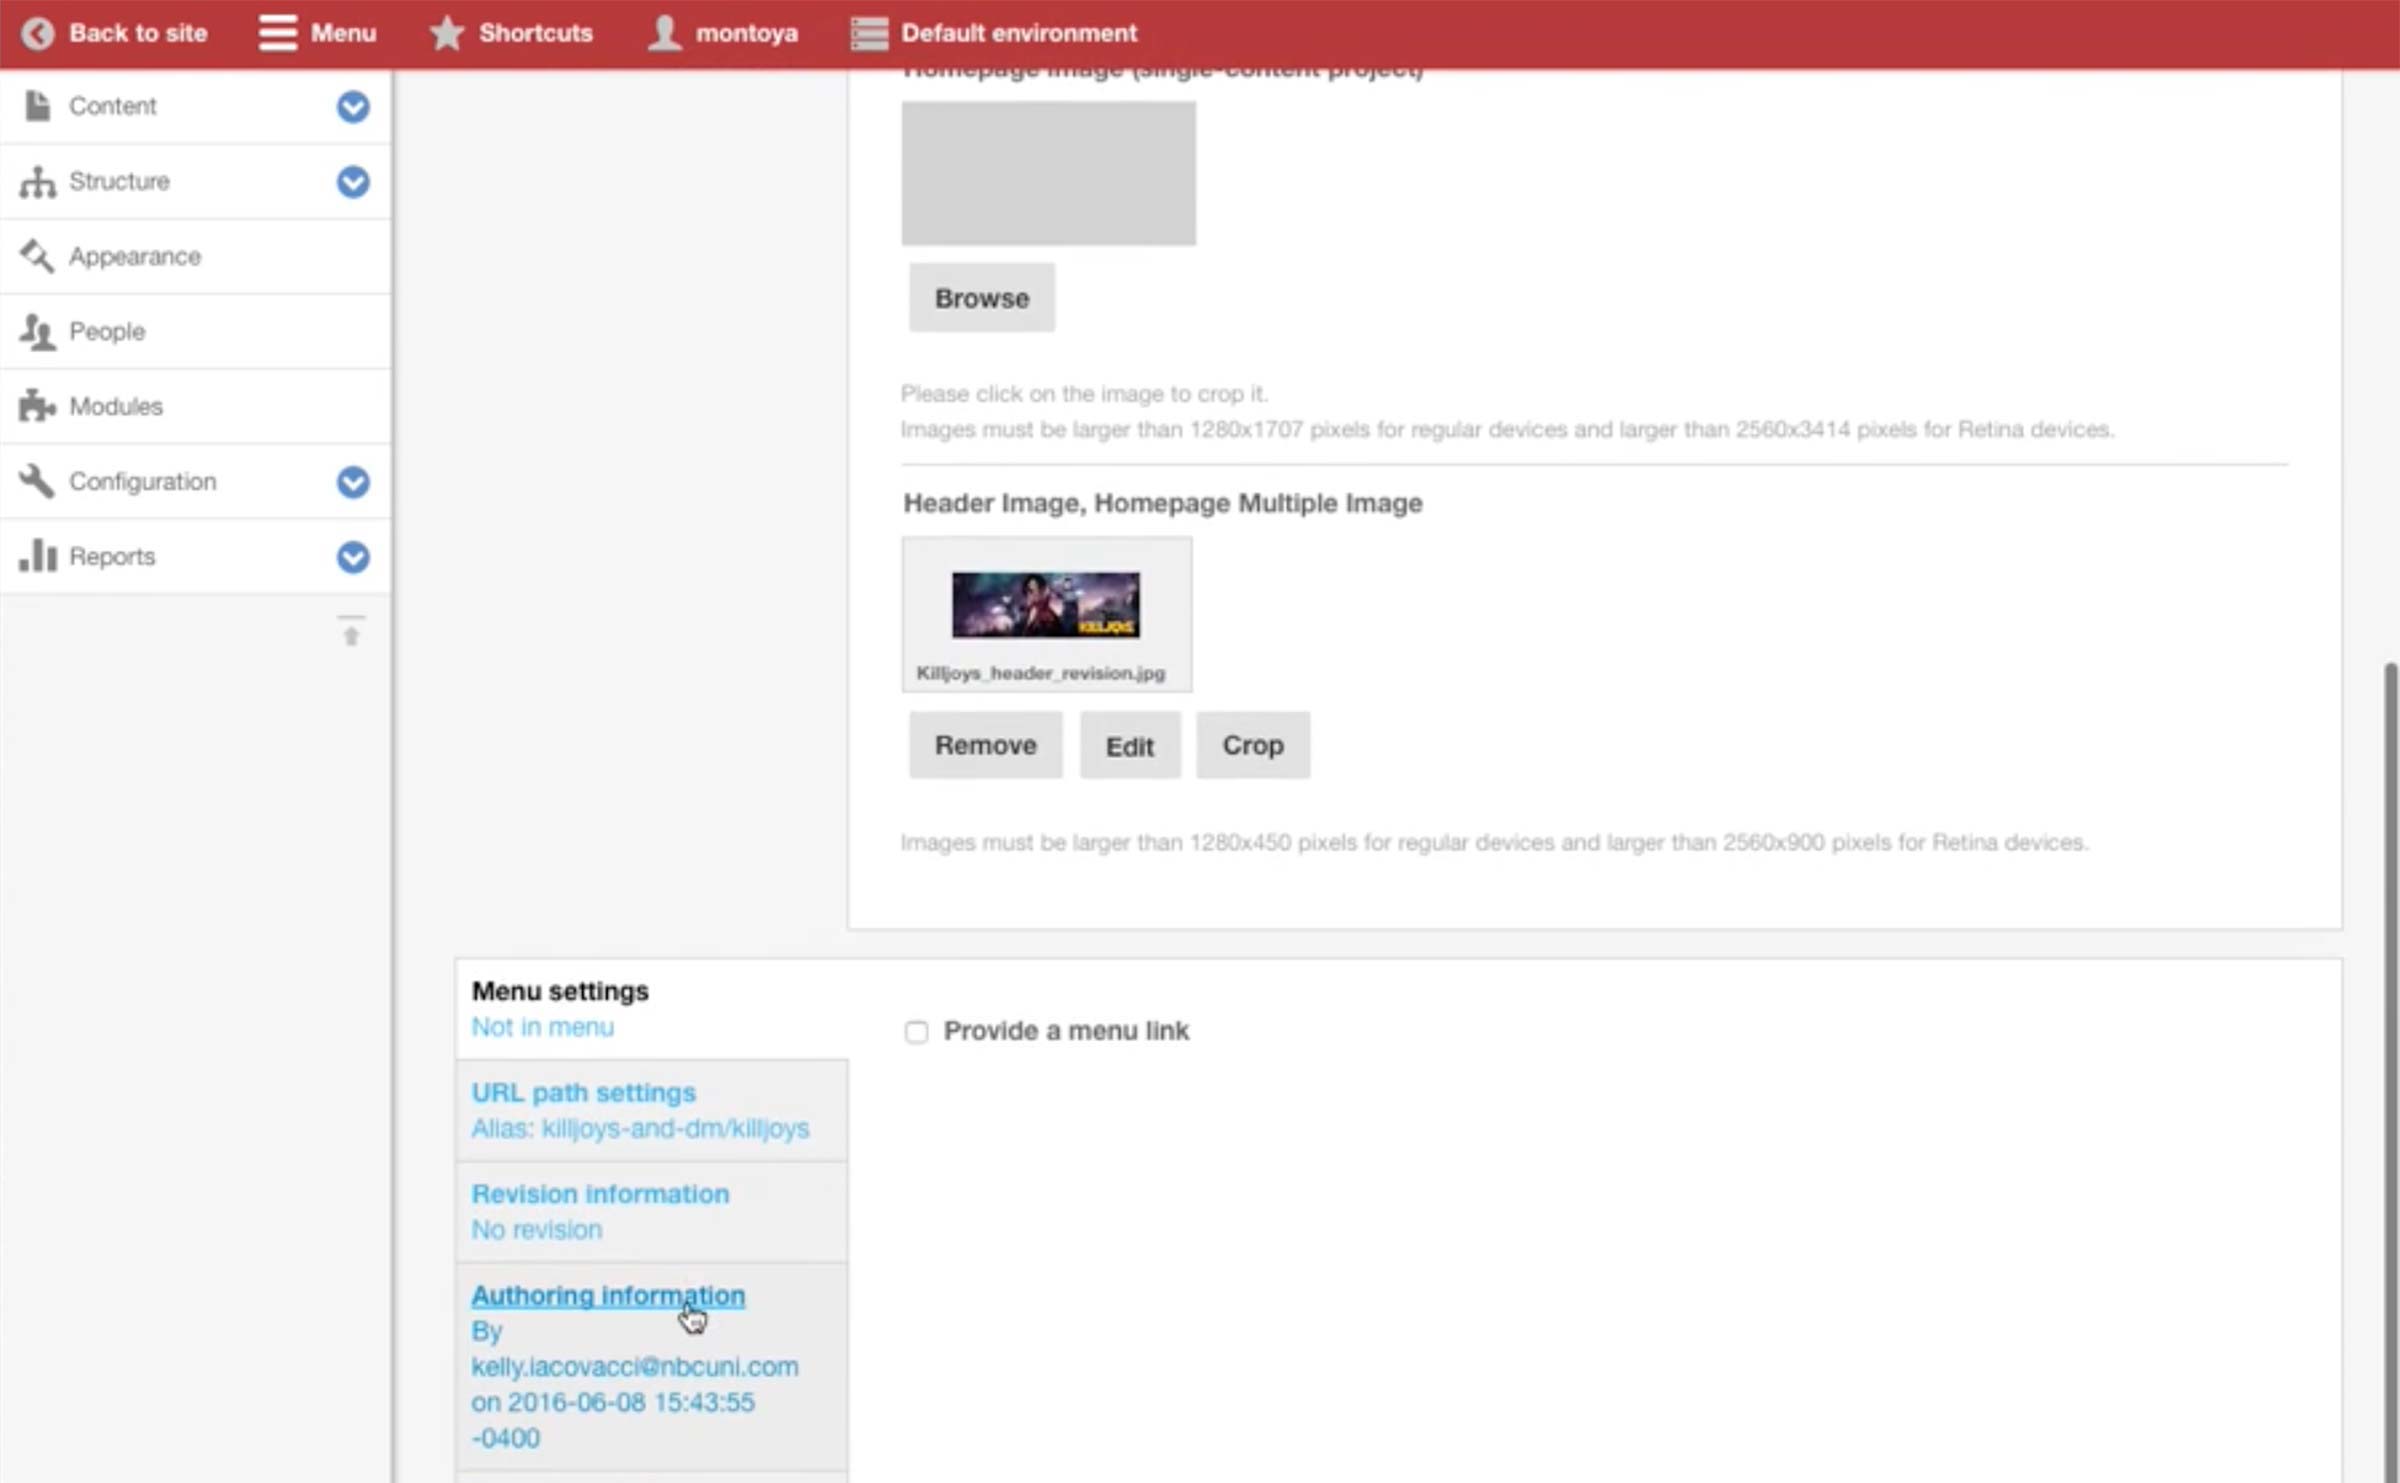 Back to site
Menu
Shortcuts
montoya
Default environment
Content
Structure
Appearance
People
Modules
Configuration
Reports
Homepage Image (single-content project)
Browse
Please click on the image to crop it.
Images must be larger than 1280x1707 pixels for regular devices and larger than 2560x3414 pixels for Retina devices.
Header Image, Homepage Multiple Image
KILLJOYS
Killjoys_header_revision.jpg
Remove
Edit
Crop
Images must be larger than 1280x450 pixels for regular devices and larger than 2560x900 pixels for Retina devices.
Menu settings
Not in menu
Provide a menu link
URL path settings
Alias: killjoys-and-dm/killjoys
Revision information
No revision
Authoring information
By
kelly.iacovacci@nbcuni.com
on 2016-06-08 15:43:55
-0400